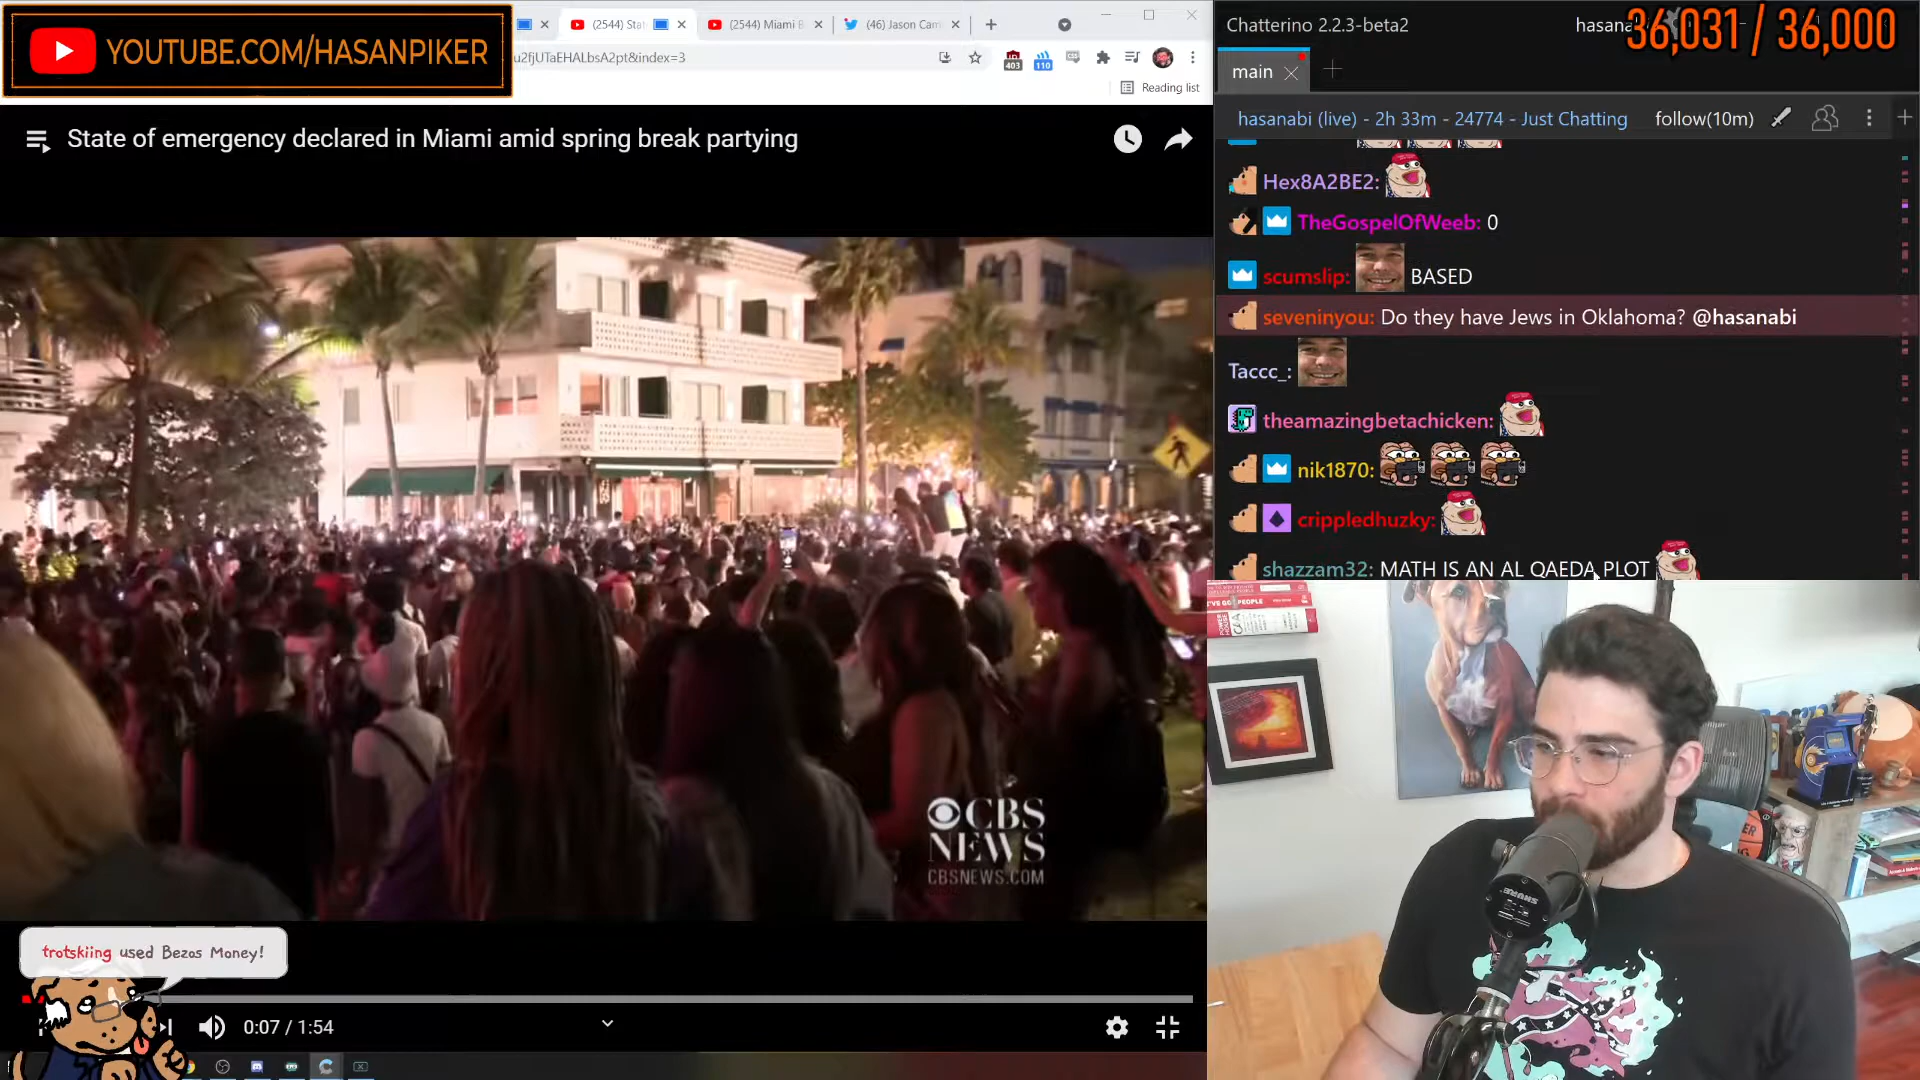 YOUTUBE.COM/HASANPIKER
(2544) Sta
(2544) Miami B
(46) Jason Cam
u2fjUTaEHALbsA2pt&index=3
403
110
Reading list
State of emergency declared in Miami amid spring break partying
CBS
NEWS
CBSNEWS.COM
trotskiing used Bezos Money!
0:07 / 1:54
Chatterino 2.2.3-beta2
hasana
36,031 / 36,000
main
hasanabi (live) - 2h 33m - 24774 - Just Chatting
follow(10m)
Hex8A2BE2:
TheGospelOfWeeb: 0
scumslip: BASED
seveninyou: Do they have Jews in Oklahoma? @hasanabi
Taccc_:
theamazingbetachicken:
nik1870:
crippledhuzky:
shazzam32: MATH IS AN AL QAEDA PLOT